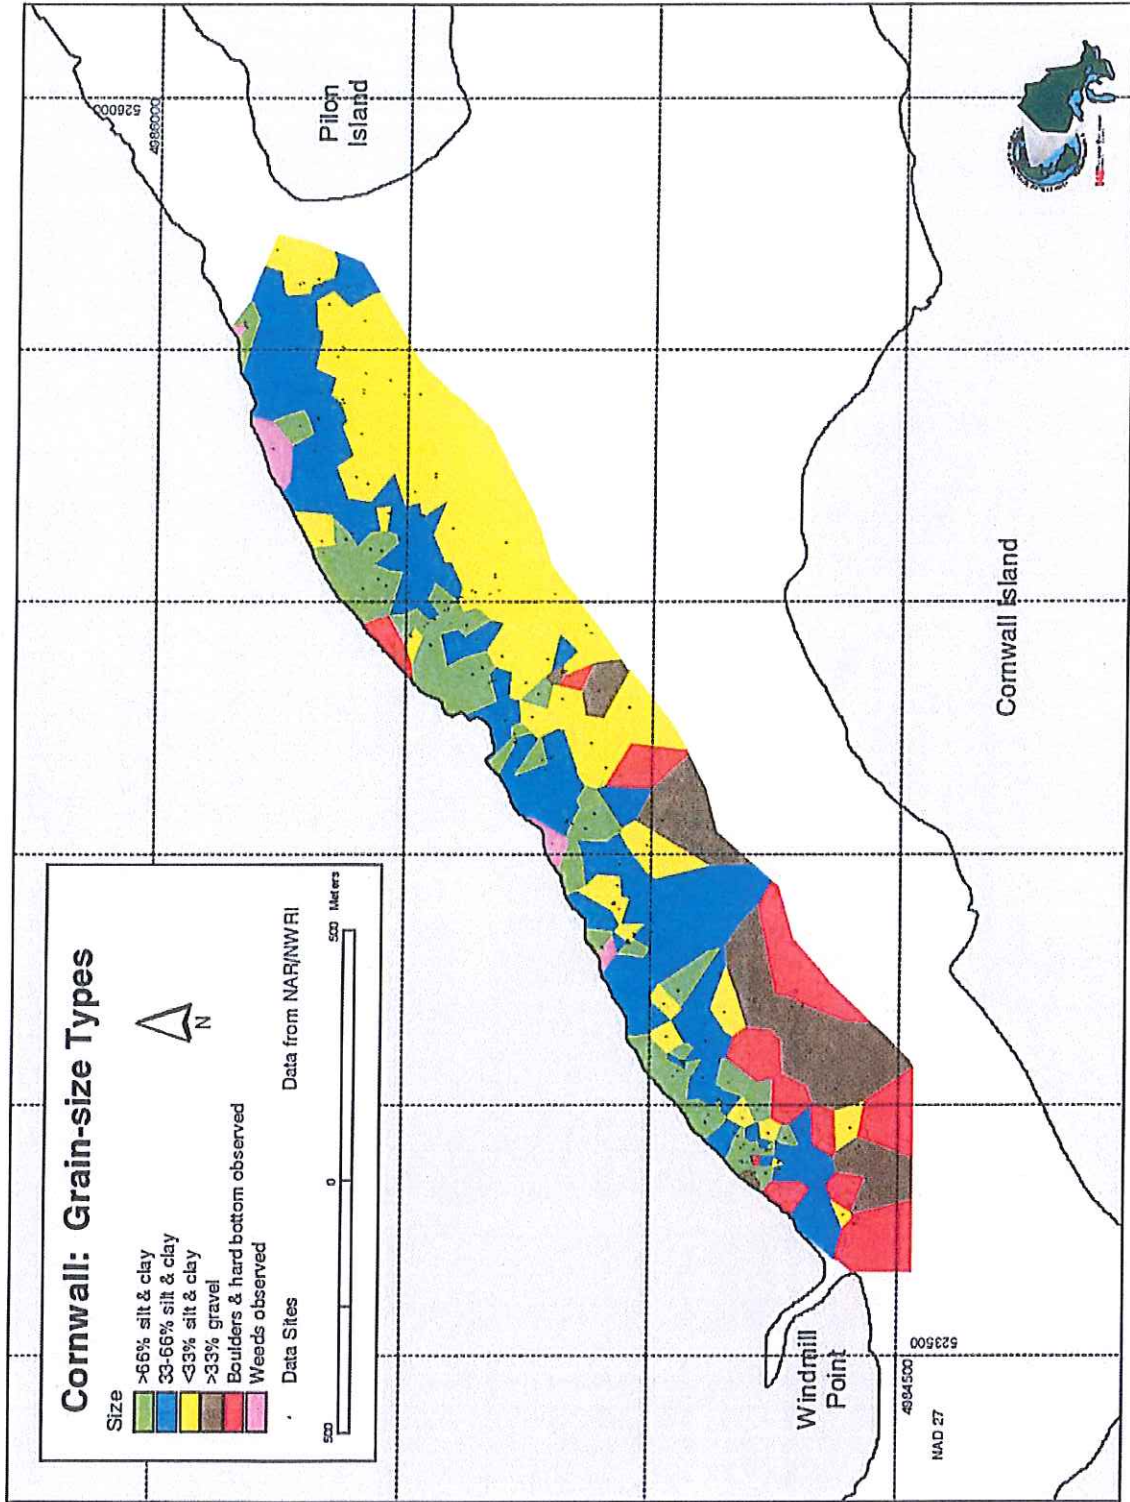 Cornwall: Grain-size Types
Size
>66% silt & clay
33-66% silt & clay
<33% silt & clay
>33% gravel
Boulders & hard bottom observed
Weeds observed
Data Sites
N
Data from NAR/NWRI
500
0
500
Meters
526000
4986000
Pilon
Island
Cornwall Island
Windmill
Point
4984500
523500
NAD 27